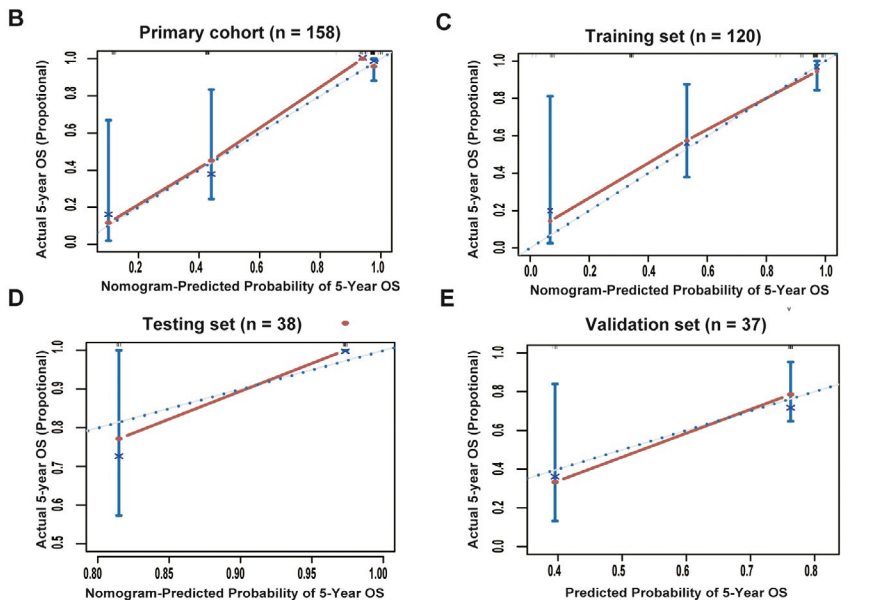 B
Primary cohort (n = 158)
Actual 5-year OS (Propotional)
1.0
0.8
0.6
0.4
0.2
0.0
0.2 0.4 0.6 0.8 1.0
Nomogram-Predicted Probability of 5-Year OS
C
Training set (n = 120)
Actual 5-year OS (Propotional)
1.0
0.8
0.6
0.4
0.2
0.0
0.0 0.2 0.4 0.6 0.8 1.0
Nomogram-Predicted Probability of 5-Year OS
D
Testing set (n = 38)
Actual 5-year OS (Propotional)
1.0
0.9
0.8
0.7
0.6
0.5
0.80 0.85 0.90 0.95 1.00
Nomogram-Predicted Probability of 5-Year OS
E
Validation set (n = 37)
Actual 5-year OS (Propotional)
1.0
0.8
0.6
0.4
0.2
0.0
0.4 0.5 0.6 0.7 0.8
Predicted Probability of 5-Year OS